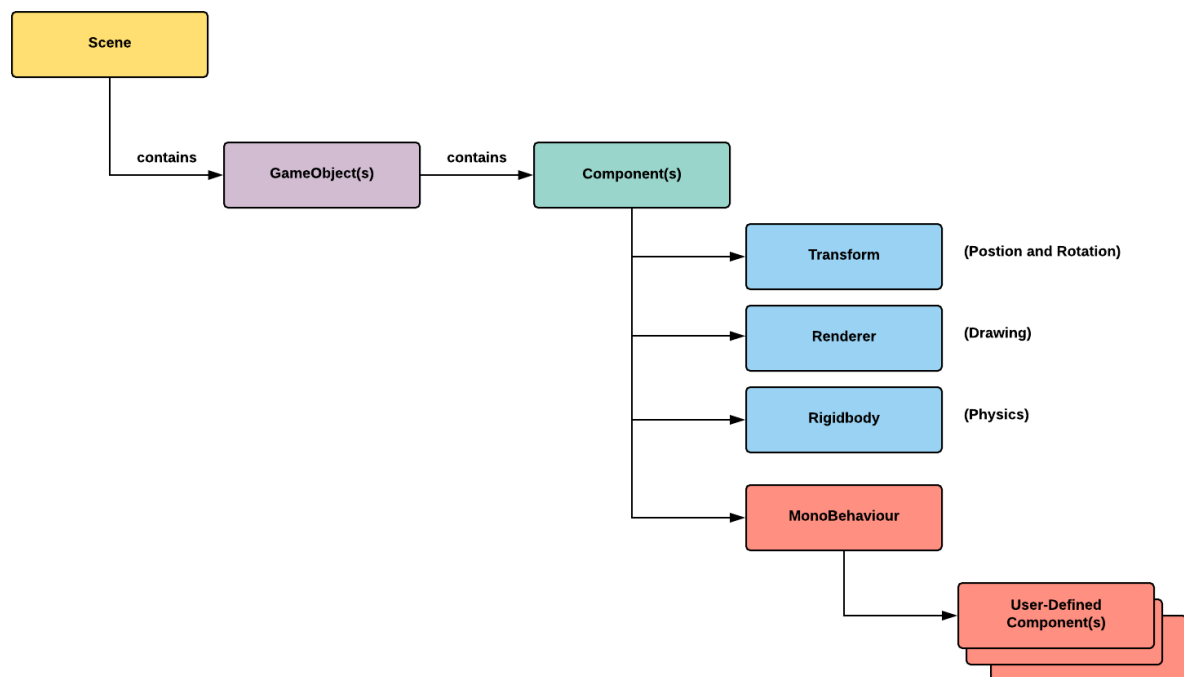 Scene
contains
GameObject(s)
contains
Component(s)
Transform
(Postion and Rotation)
Renderer
(Drawing)
Rigidbody
(Physics)
MonoBehaviour
User-Defined
Component(s)